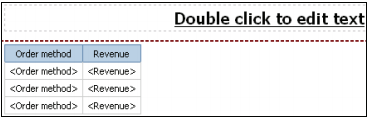 Double click to edit text
Order method Revenue
<Order method> <Revenue>
<Order method> <Revenue>
<Order method> <Revenue>